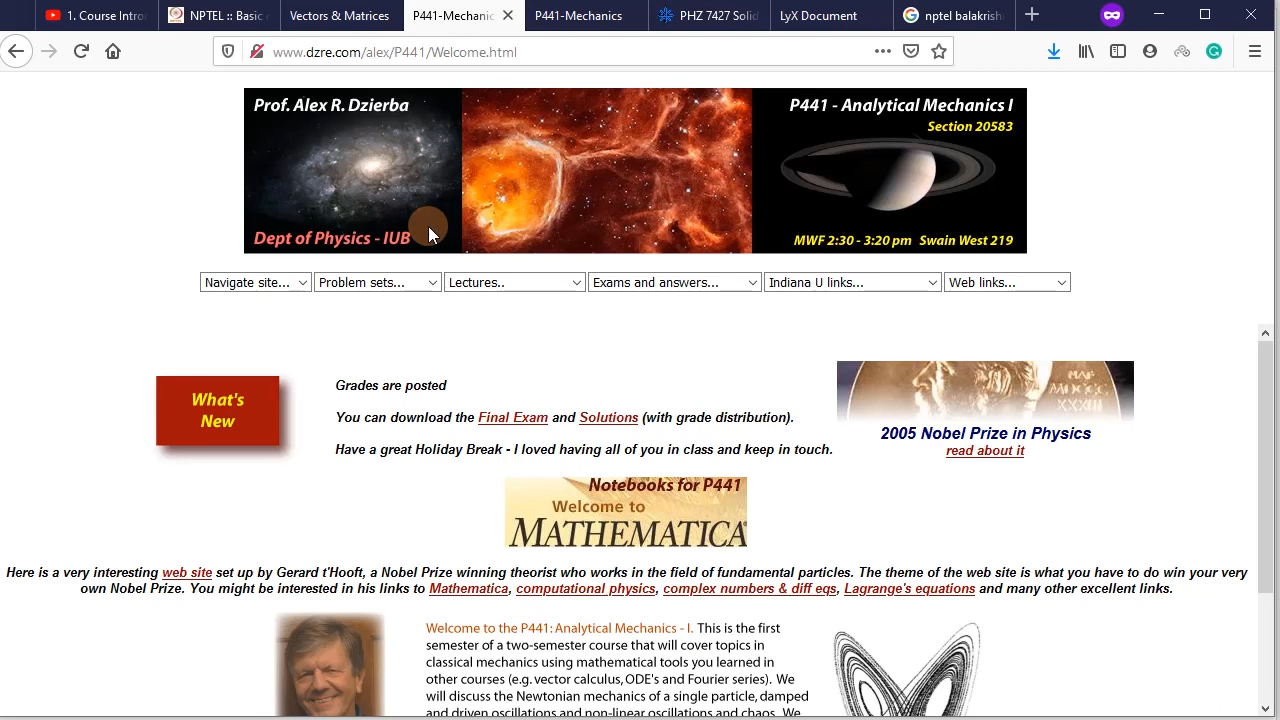 1. Course Intro
NPTEL :: Basic
Vectors & Matrices
P441-Mechanic
P441-Mechanics
PHZ 7427 Solid
LyX Document
nptel balakrishi
www.dzre.com/alex/P441/Welcome.html
Prof. Alex R. Dzierba
P441 - Analytical Mechanics I
Section 20583
Dept of Physics - IUB
MWF 2:30 - 3:20 pm Swain West 219
Navigate site...
Problem sets...
Lectures..
Exams and answers...
Indiana U links...
Web links...
What's
New
Grades are posted
You can download the Final Exam and Solutions (with grade distribution).
Have a great Holiday Break - I loved having all of you in class and keep in touch.
2005 Nobel Prize in Physics
read about it
Notebooks for P441
Welcome to
MATHEMATICA
Here is a very interesting web site set up by Gerard t'Hooft, a Nobel Prize winning theorist who works in the field of fundamental particles. The theme of the web site is what you have to do win your very
own Nobel Prize. You might be interested in his links to Mathematica, computational physics, complex numbers & diff eqs, Lagrange's equations and many other excellent links.
Welcome to the P441: Analytical Mechanics - I. This is the first
semester of a two-semester course that will cover topics in
classical mechanics using mathematical tools you learned in
other courses (e.g. vector calculus, ODE's and Fourier series). We
will discuss the Newtonian mechanics of a single particle, damped
and driven oscillations and non-linear oscillations and chaos. We